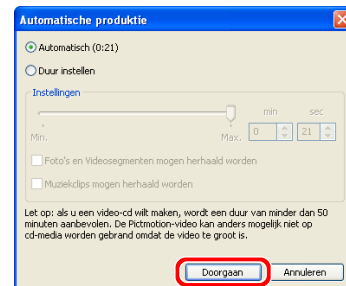 Automatische produktie
Automatisch (0:21)
Duur instellen
Instellingen
min sec
Min. Max. 0 21
Foto's en Videosegmenten mogen herhaald worden
Muziekclips mogen herhaald worden
Let op: als u een video-cd wilt maken, wordt een duur van minder dan 50
minuten aanbevolen. De Pictmotion-video kan anders mogelijk niet op
cd-media worden gebrand omdat de video te groot is.
Doorgaan Annuleren